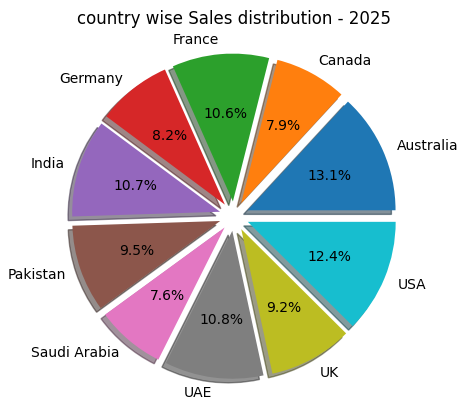 country wise Sales distribution - 2025
France
Canada
Germany
10.6%
7.9%
8.2%
Australia
13.1%
India
10.7%
Pakistan
9.5%
12.4%
USA
7.6%
9.2%
10.8%
Saudi Arabia
UK
UAE